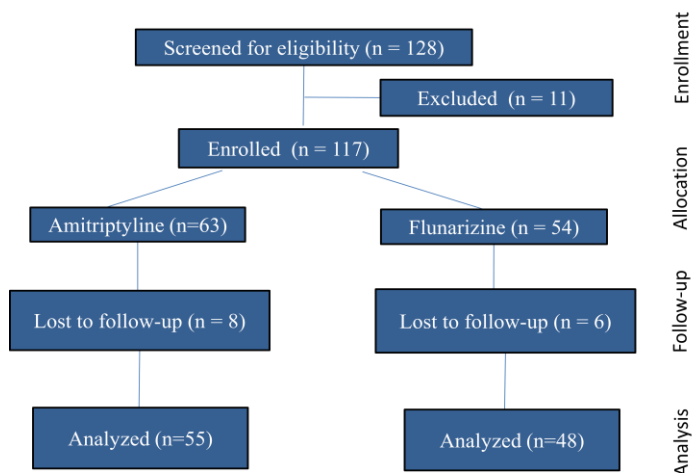 Screened for eligibility (n = 128)
Excluded  (n = 11)
Enrolled  (n = 117)
Enrollment
Amitriptyline (n=63)
Flunarizine (n = 54)
Allocation
Lost to follow-up (n = 8)
Lost to follow-up (n = 6)
Follow-up
Analyzed (n=55)
Analyzed (n=48)
Analysis